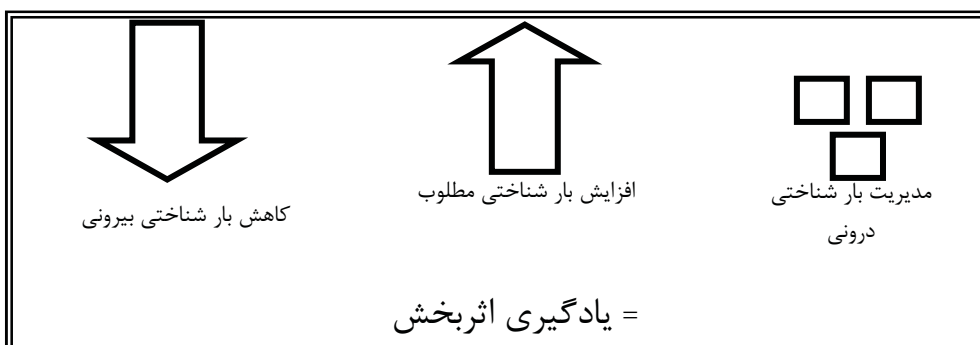 مدیریت بار شناختی
درونی
افزایش بار شناختی مطلوب
کاهش بار شناختی بیرونی
= یادگیری اثربخش